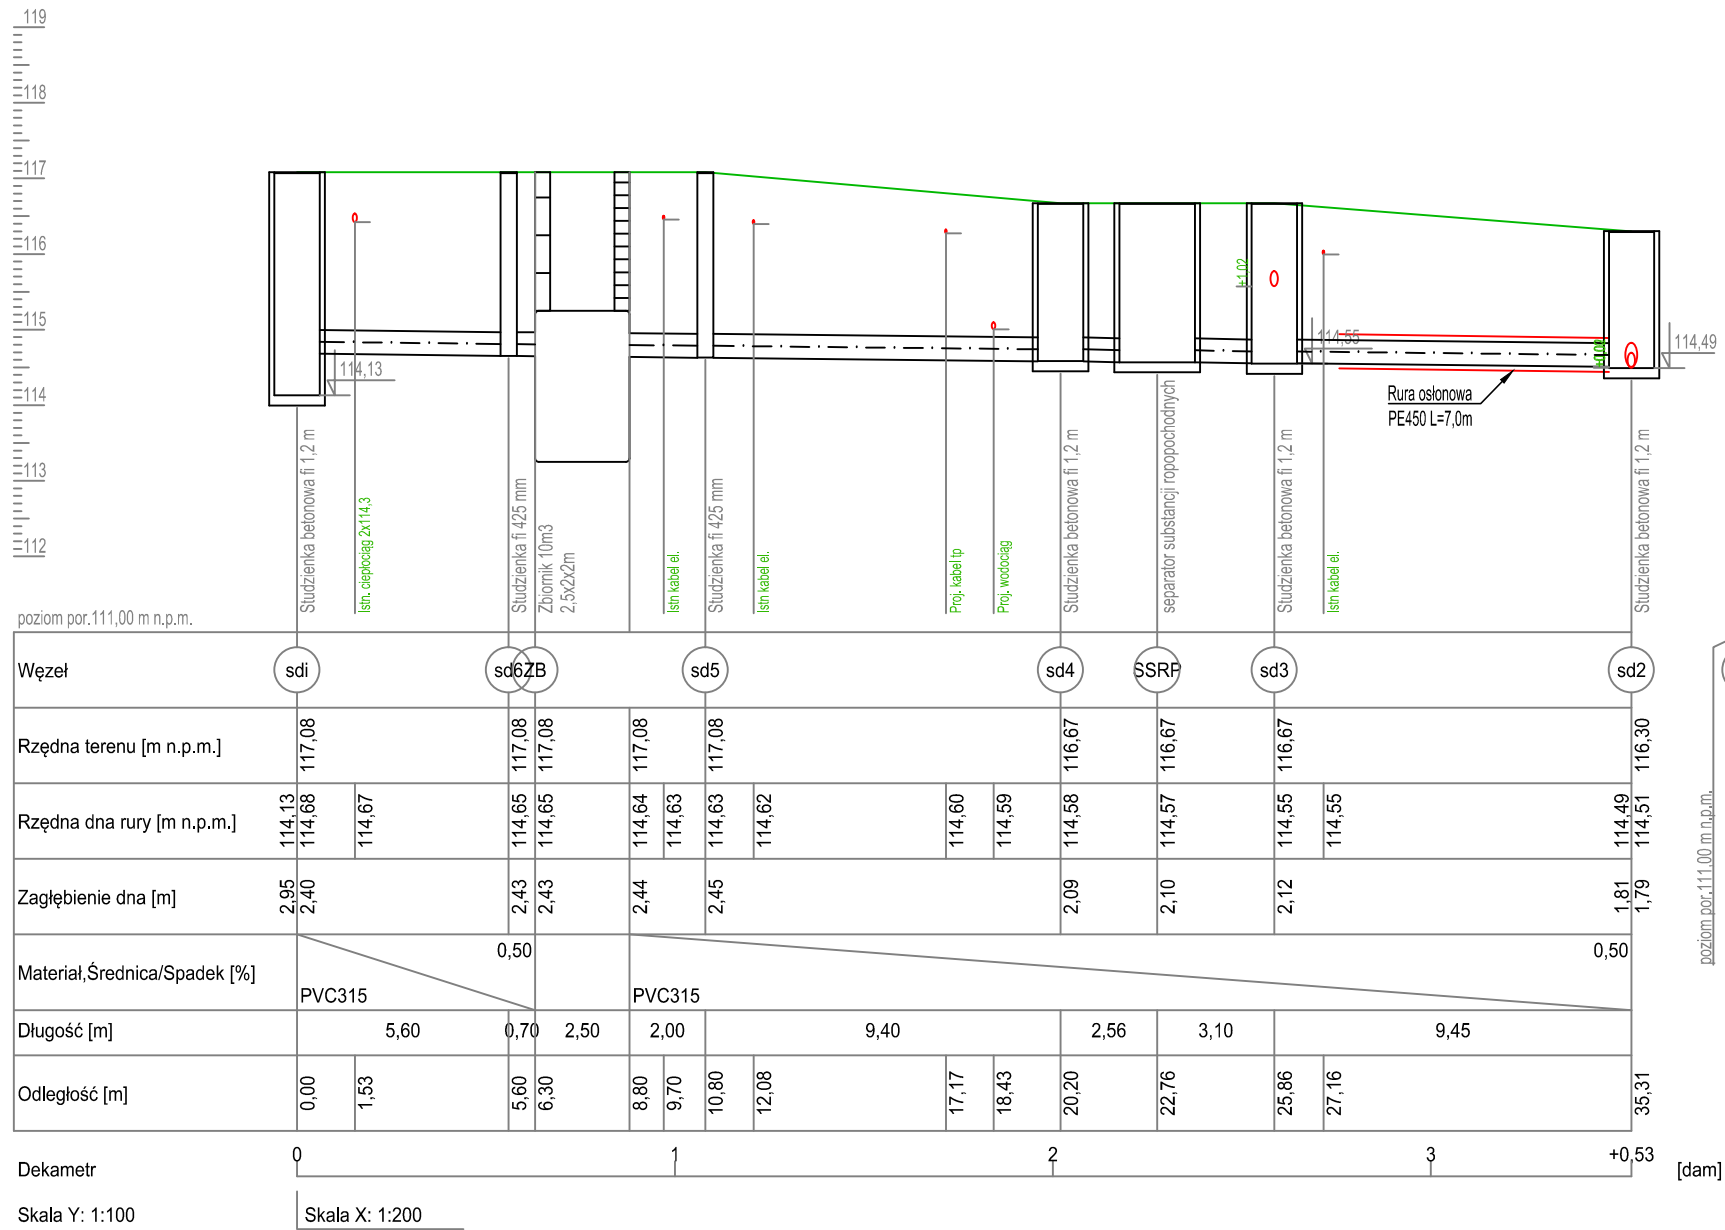 119
118
117
116
115
114
113
112
poziom por.111,00 m n.p.m.
114,13
+1,02
114,55
114,49
Rura osłonowa
PE450 L=7,0m
Studzienka betonowa fi 1,2 m
Istn. ciepłociąg 2x114,3
Studzienka fi 425 mm
Zbiornik 10m3
2,5x2x2m
Istn kabel el.
Studzienka fi 425 mm
Istn kabel el.
Proj. kabel tp
Proj. wodociąg
Studzienka betonowa fi 1,2 m
separator substancji ropopochodnych
Studzienka betonowa fi 1,2 m
Istn kabel el.
Studzienka betonowa fi 1,2 m
Węzeł sdi sd6 ZB sd5 sd4 SSRP sd3 sd2
Rzędna terenu [m n.p.m.] 117,08 117,08 117,08 117,08 117,08 116,67 116,67 116,67 116,30
Rzędna dna rury [m n.p.m.] 114,13 114,68 114,67 114,65 114,65 114,64 114,63 114,63 114,62 114,60 114,59 114,58 114,57 114,55 114,55 114,49 114,51
Zagłębienie dna [m] 2,95 2,40 2,43 2,43 2,44 2,45 2,09 2,10 2,12 1,81 1,79
Materiał,Średnica/Spadek [%] PVC315 0,50 PVC315 0,50
Długość [m] 5,60 0,70 2,50 2,00 9,40 2,56 3,10 9,45
Odległość [m] 0,00 1,53 5,60 6,30 8,80 9,70 10,80 12,08 17,17 18,43 20,20 22,76 25,86 27,16 35,31
Dekametr 0 1 2 3 +0,53 [dam]
Skala Y: 1:100 Skala X: 1:200
poziom por.111,00 m n.p.m.